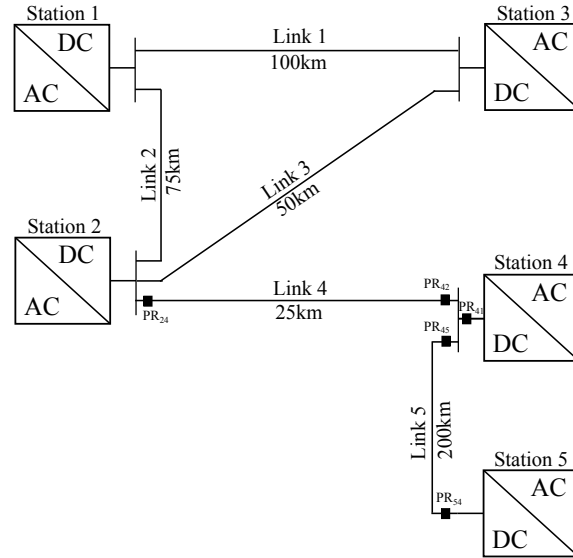 Station 1
DC
AC
Link 1
100km
Station 3
AC
DC
Link 2
75km
Link 3
50km
Station 2
DC
AC
Link 4
25km
PR24
PR42
PR45
PR41
Station 4
AC
DC
Link 5
200km
PR54
Station 5
AC
DC